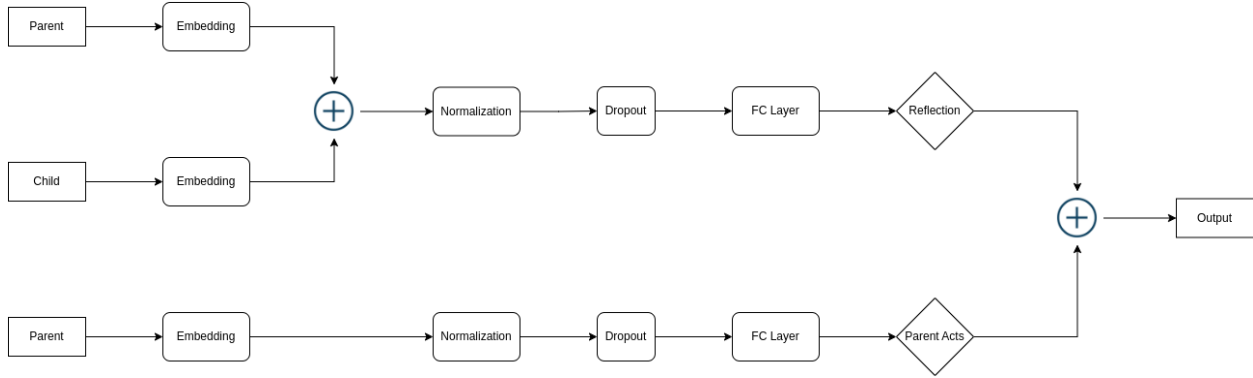 Parent
Embedding
Child
Embedding
Normalization
Dropout
FC Layer
Reflection
Parent
Embedding
Normalization
Dropout
FC Layer
Parent Acts
Output